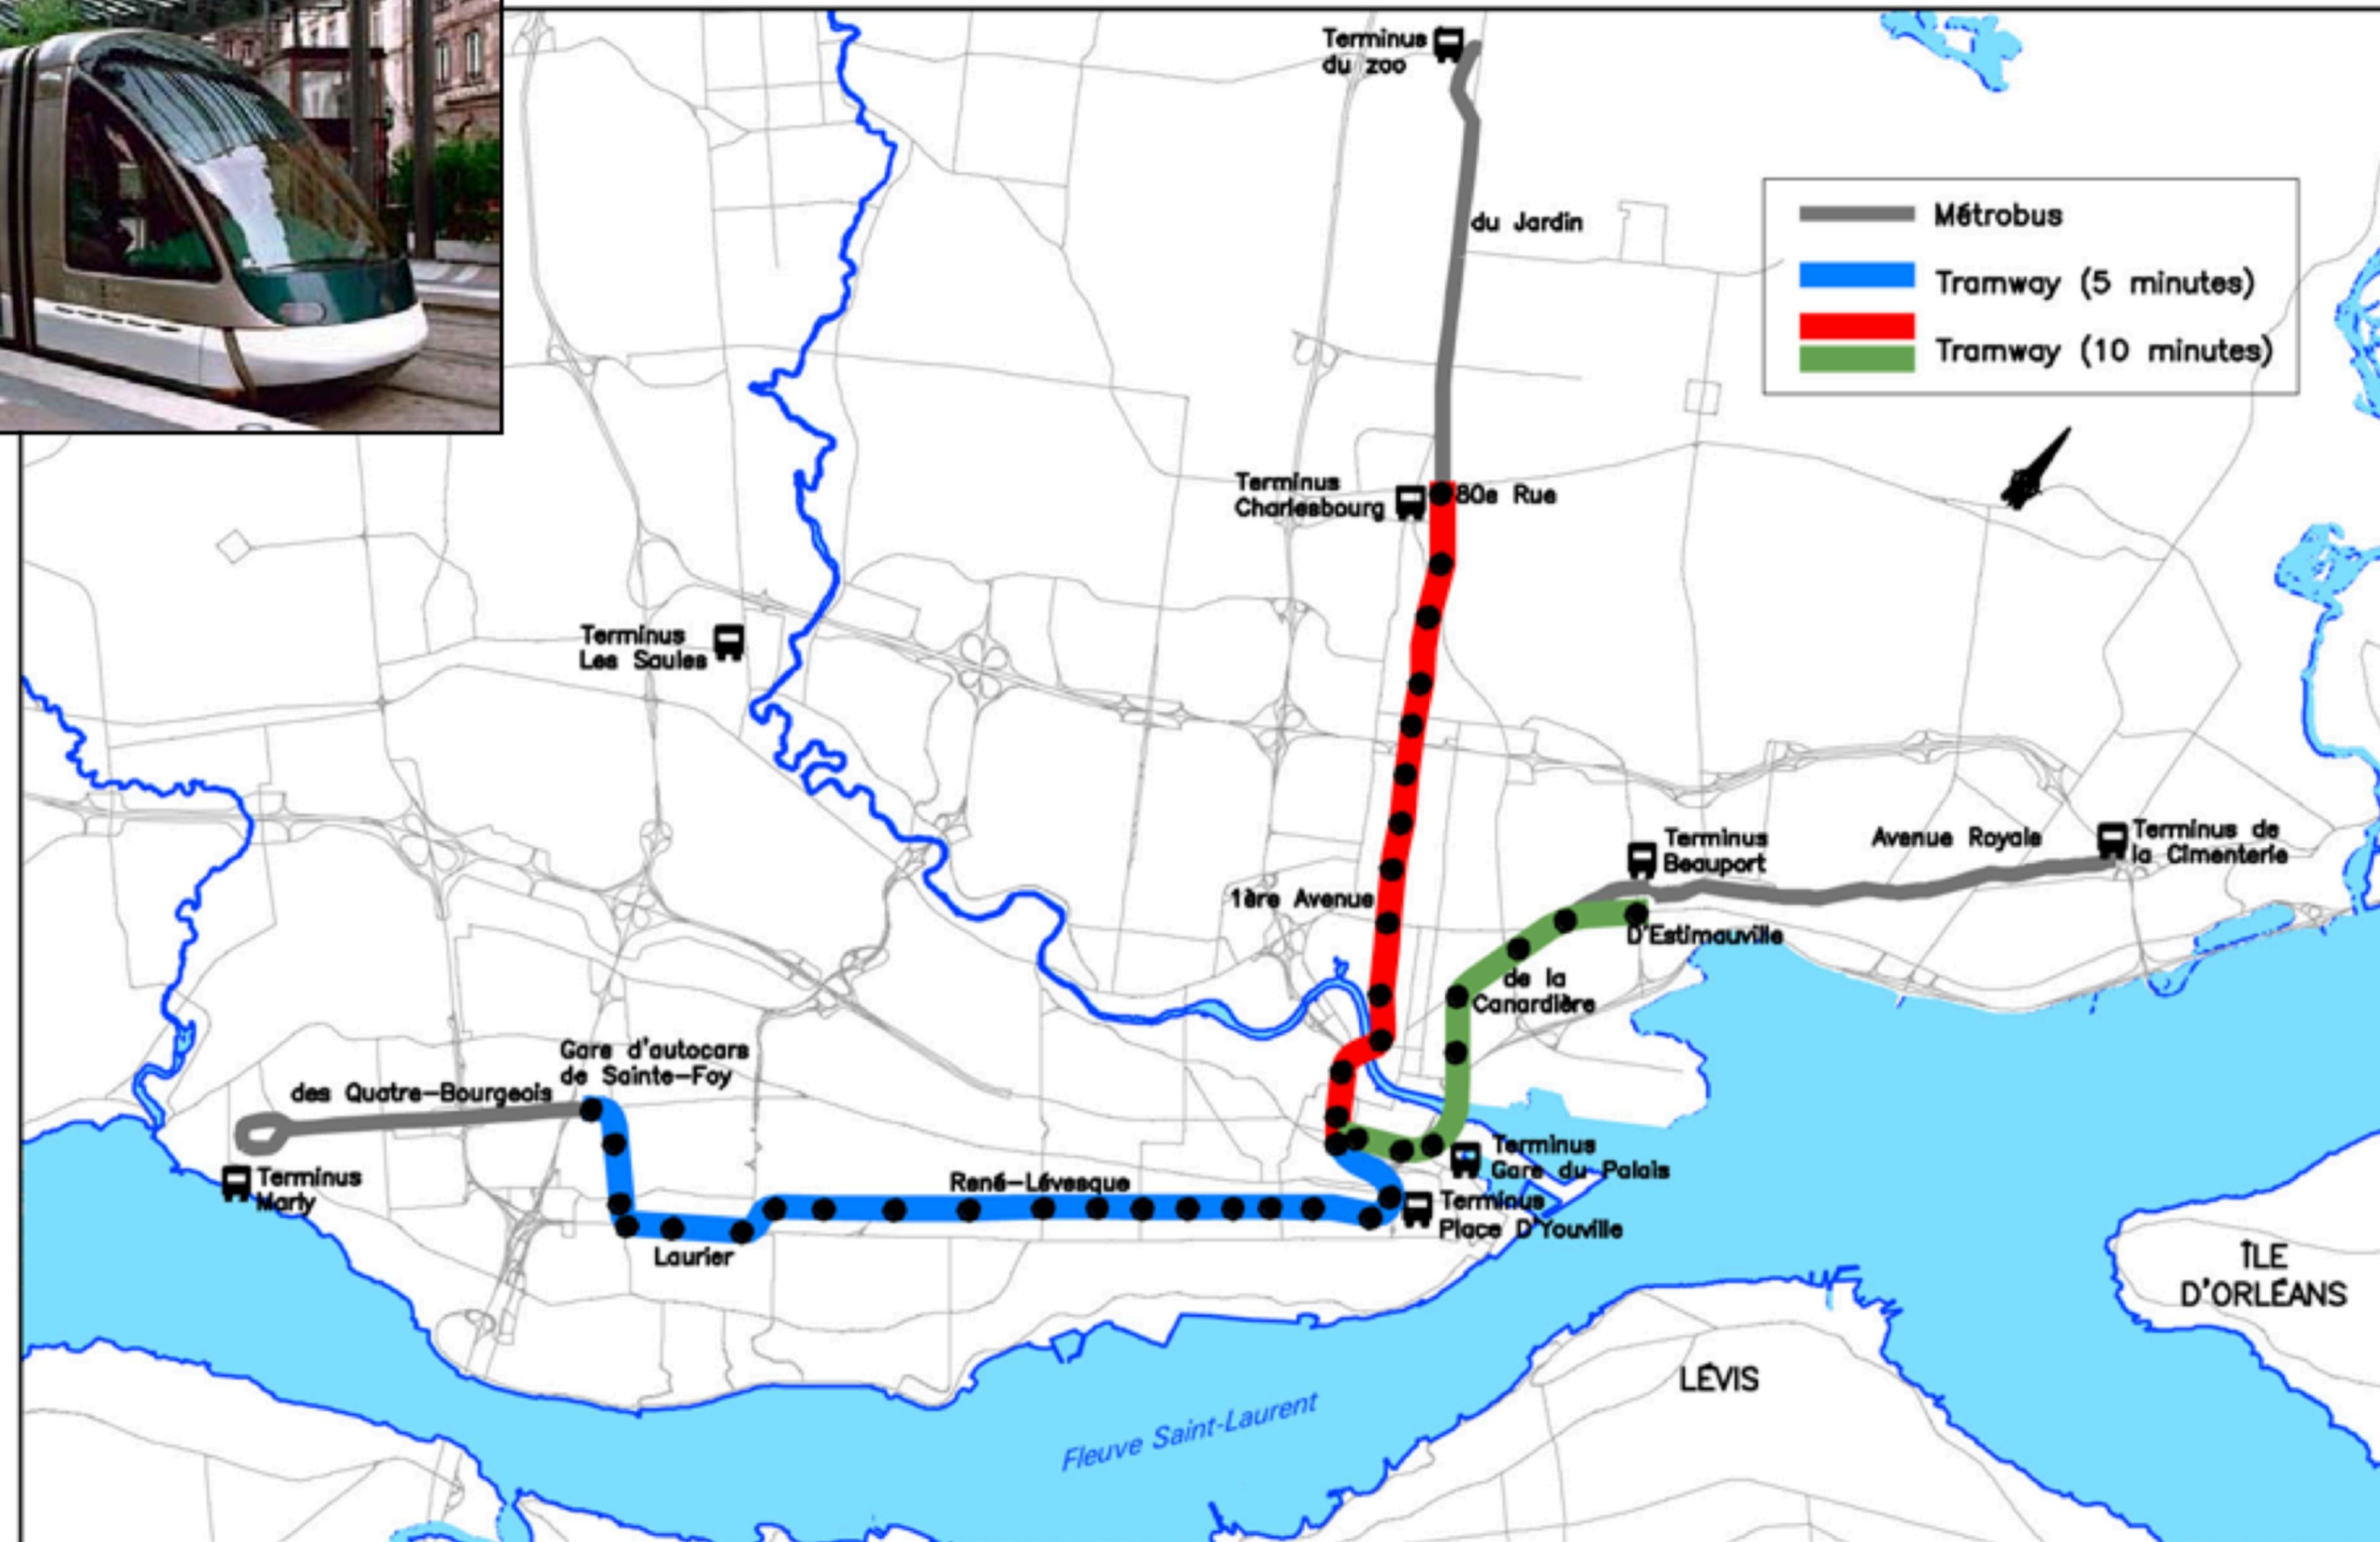 Terminus
du zoo
du Jardin
Métrobus
Tramway (5 minutes)
Tramway (10 minutes)
Terminus
Charlesbourg
80e Rue
Terminus
Les Saules
Terminus
Beauport
Avenue Royale
Terminus de
la Cimenterie
1ère Avenue
D'Estimauville
de la
Canardière
Gare d'autocars
de Sainte-Foy
des Quatre-Bourgeois
Terminus
Marly
René-Lévesque
Laurier
Terminus
Gare du Palais
Terminus
Place D'Youville
ÎLE
D'ORLÉANS
LÉVIS
Fleuve Saint-Laurent